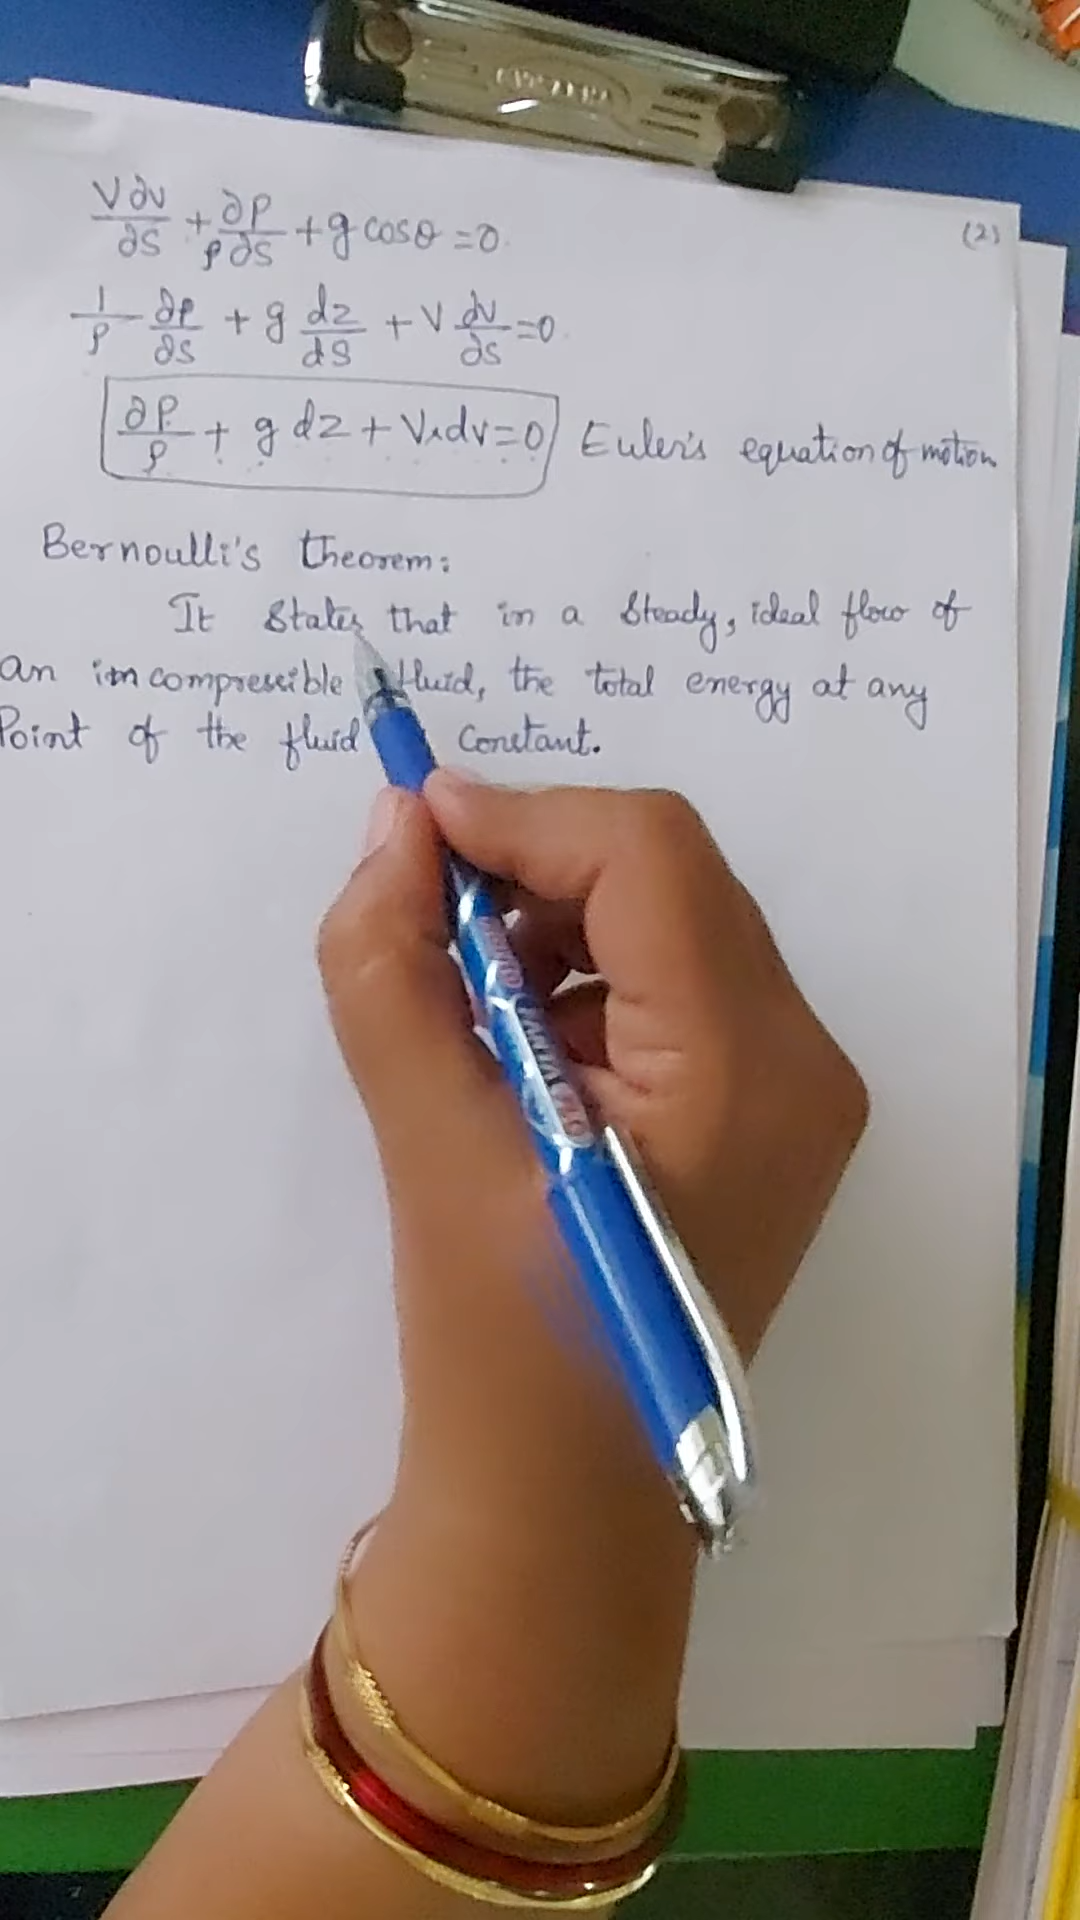 V∂v/∂s + ∂P/ρ∂s + g cosθ = 0
(2)
1/ρ ∂P/∂s + g dz/ds + V ∂v/∂s = 0
∂P/ρ + g dz + V×dv = 0 Euler's equation of motion
Bernoulli's theorem:
It states that in a steady, ideal flow of
an imcompressible fluid, the total energy at any
Point of the fluid constant.